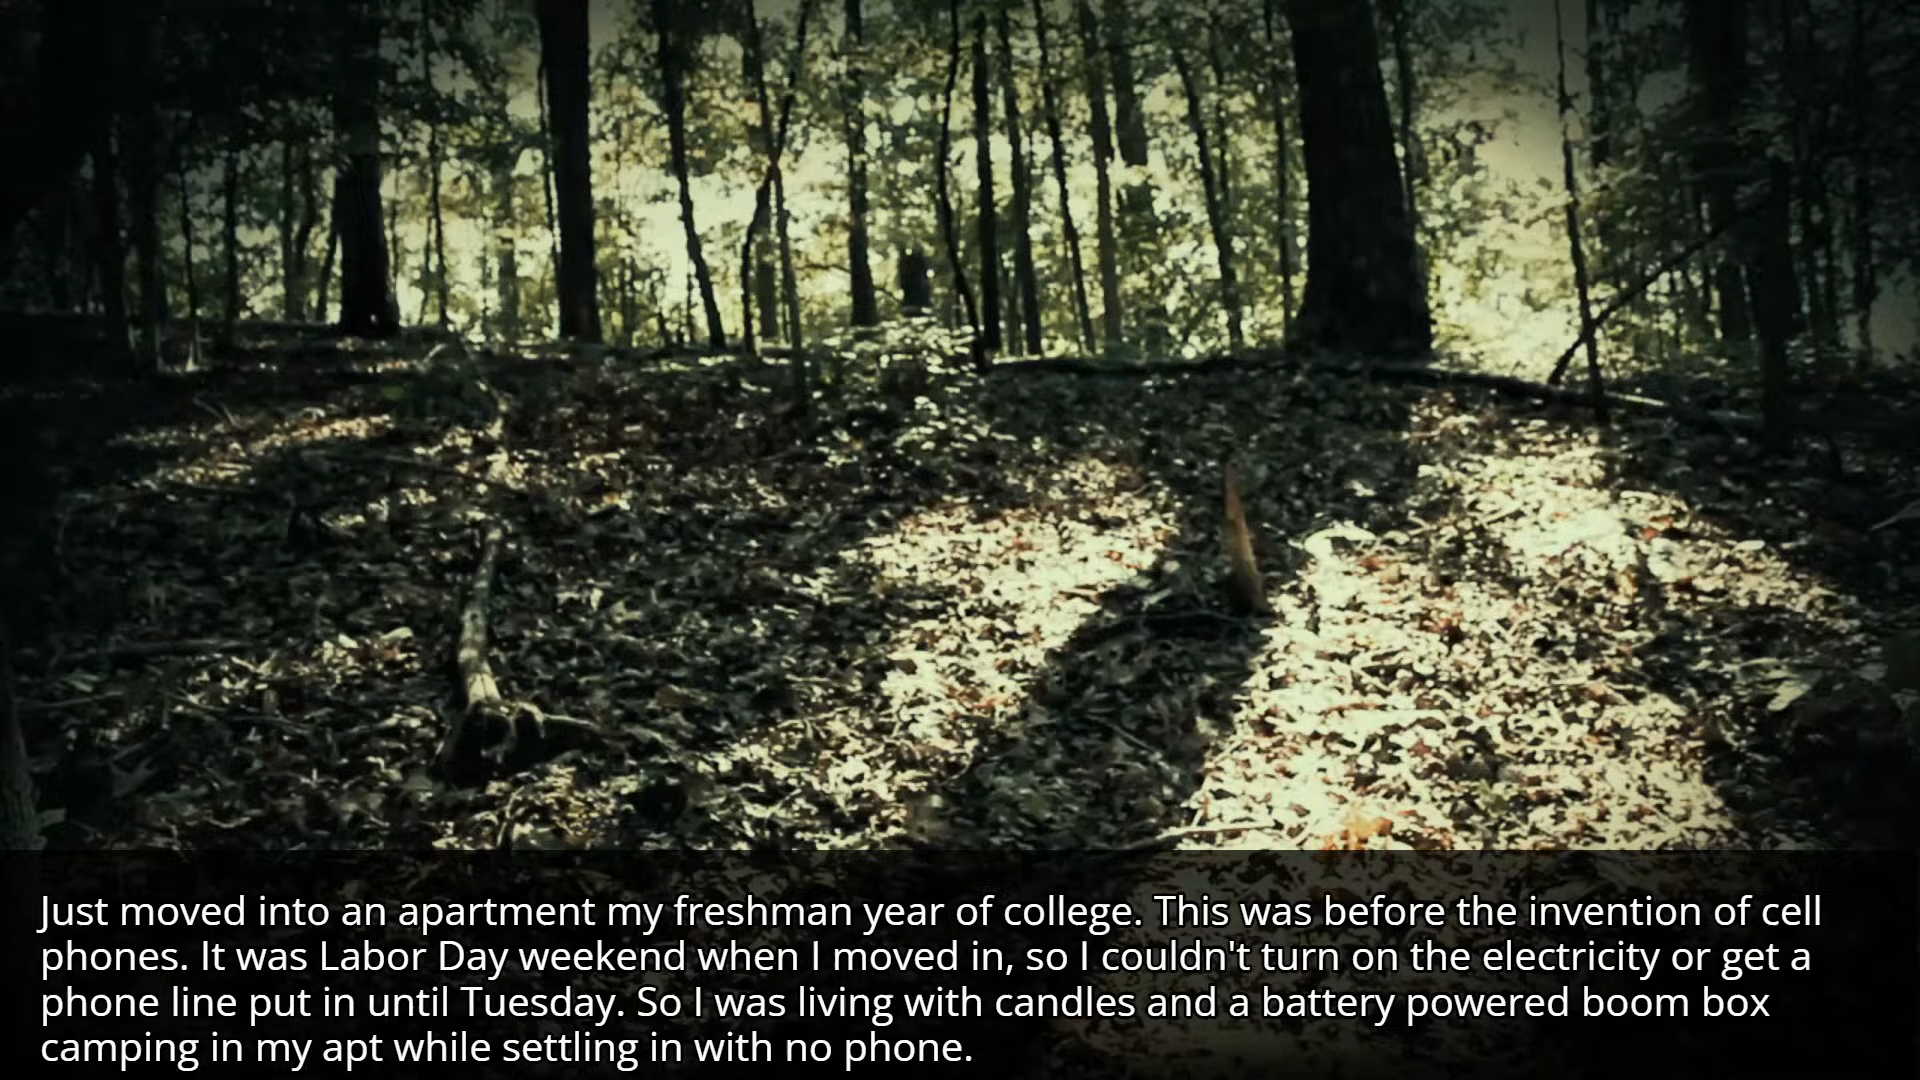 Just moved into an apartment my freshman year of college. This was before the invention of cell
phones. It was Labor Day weekend when I moved in, so I couldn't turn on the electricity or get a
phone line put in until Tuesday. So I was living with candles and a battery powered boom box
camping in my apt while settling in with no phone.